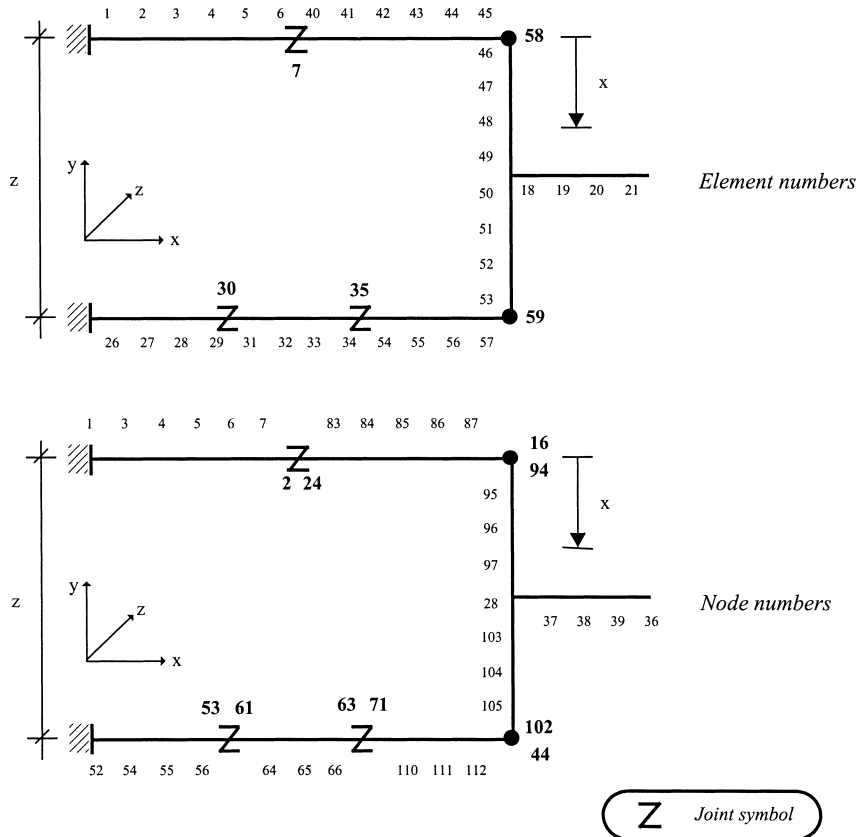 1 2 3 4 5 6 40 41 42 43 44 45
58
7
46
47
48
49
50
51
52
53
x
z
y
z
x
18 19 20 21
Element numbers
30 35
59
26 27 28 29 31 32 33 34 54 55 56 57
1 3 4 5 6 7 83 84 85 86 87
16
94
2 24
95
96
97
28
103
104
105
x
z
y
z
x
37 38 39 36
Node numbers
53 61 63 71
102
44
52 54 55 56 64 65 66 110 111 112
Joint symbol